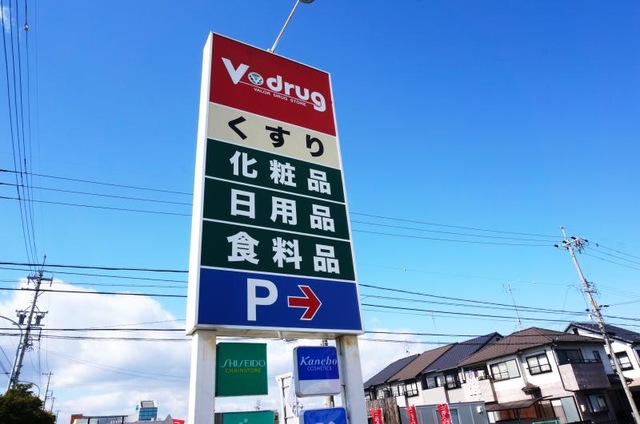 V drug
VALOR DRUG STORE
くすり
化粧品
日用品
食料品
P
SHISEIDO
CHAINSTORE
Kanebo
COSMETICS